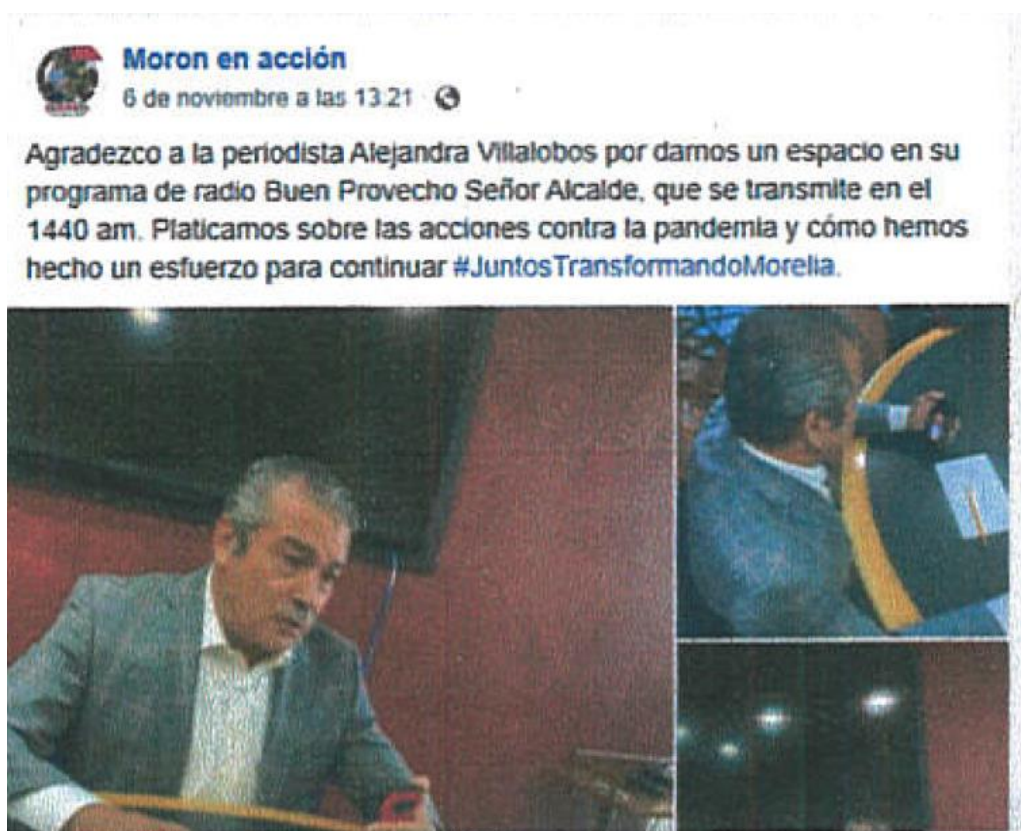 Moron en acción
6 de noviembre a las 13:21
Agradezco a la periodista Alejandra Villalobos por darnos un espacio en su
programa de radio Buen Provecho Señor Alcalde, que se transmite en el
1440 am. Platicamos sobre las acciones contra la pandemia y cómo hemos
hecho un esfuerzo para continuar #JuntosTransformandoMorelia.